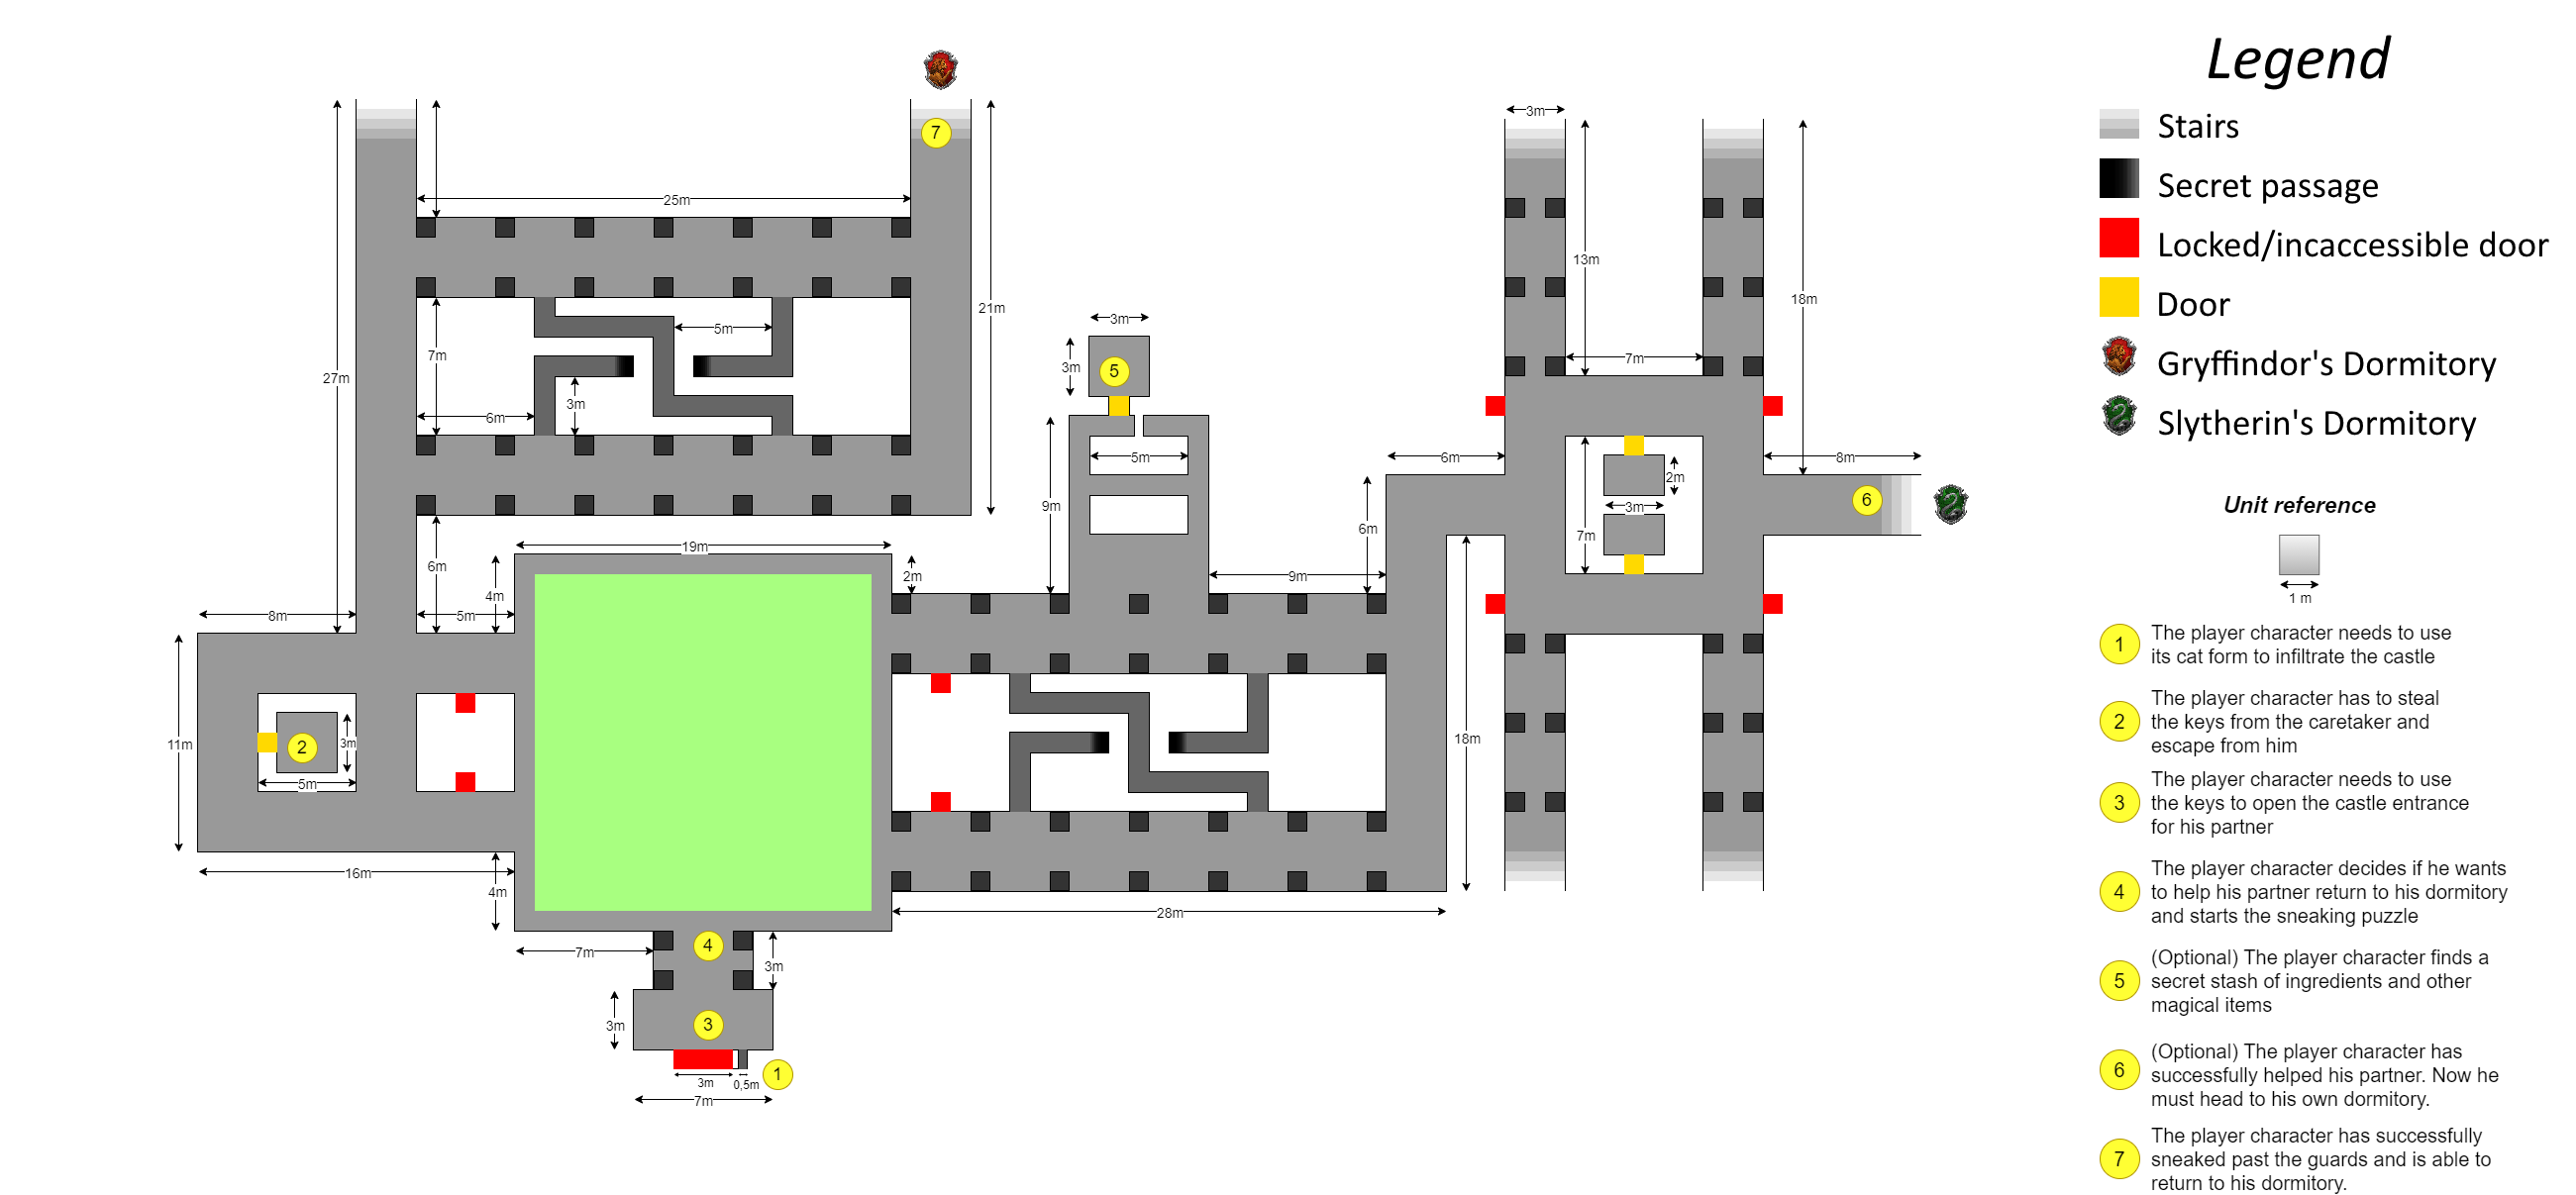 Legend
Stairs
Secret passage
Locked/incaccessible door
Door
Gryffindor's Dormitory
Slytherin's Dormitory
Unit reference
1 m
1
The player character needs to use
its cat form to infiltrate the castle
2
The player character has to steal
the keys from the caretaker and
escape from him
3
The player character needs to use
the keys to open the castle entrance
for his partner
4
The player character decides if he wants
to help his partner return to his dormitory
and starts the sneaking puzzle
5
(Optional) The player character finds a
secret stash of ingredients and other
magical items
6
(Optional) The player character has
successfully helped his partner. Now he
must head to his own dormitory.
7
The player character has successfully
sneaked past the guards and is able to
return to his dormitory.
7
25m
27m
21m
5m
7m
3m
6m
6m
19m
4m
2m
8m
5m
11m
2
3m
5m
16m
4m
7m
4
3m
3m
3
1
3m
0,5m
7m
3m
3m
5
5m
9m
9m
6m
6m
18m
28m
3m
13m
18m
7m
8m
2m
3m
7m
6